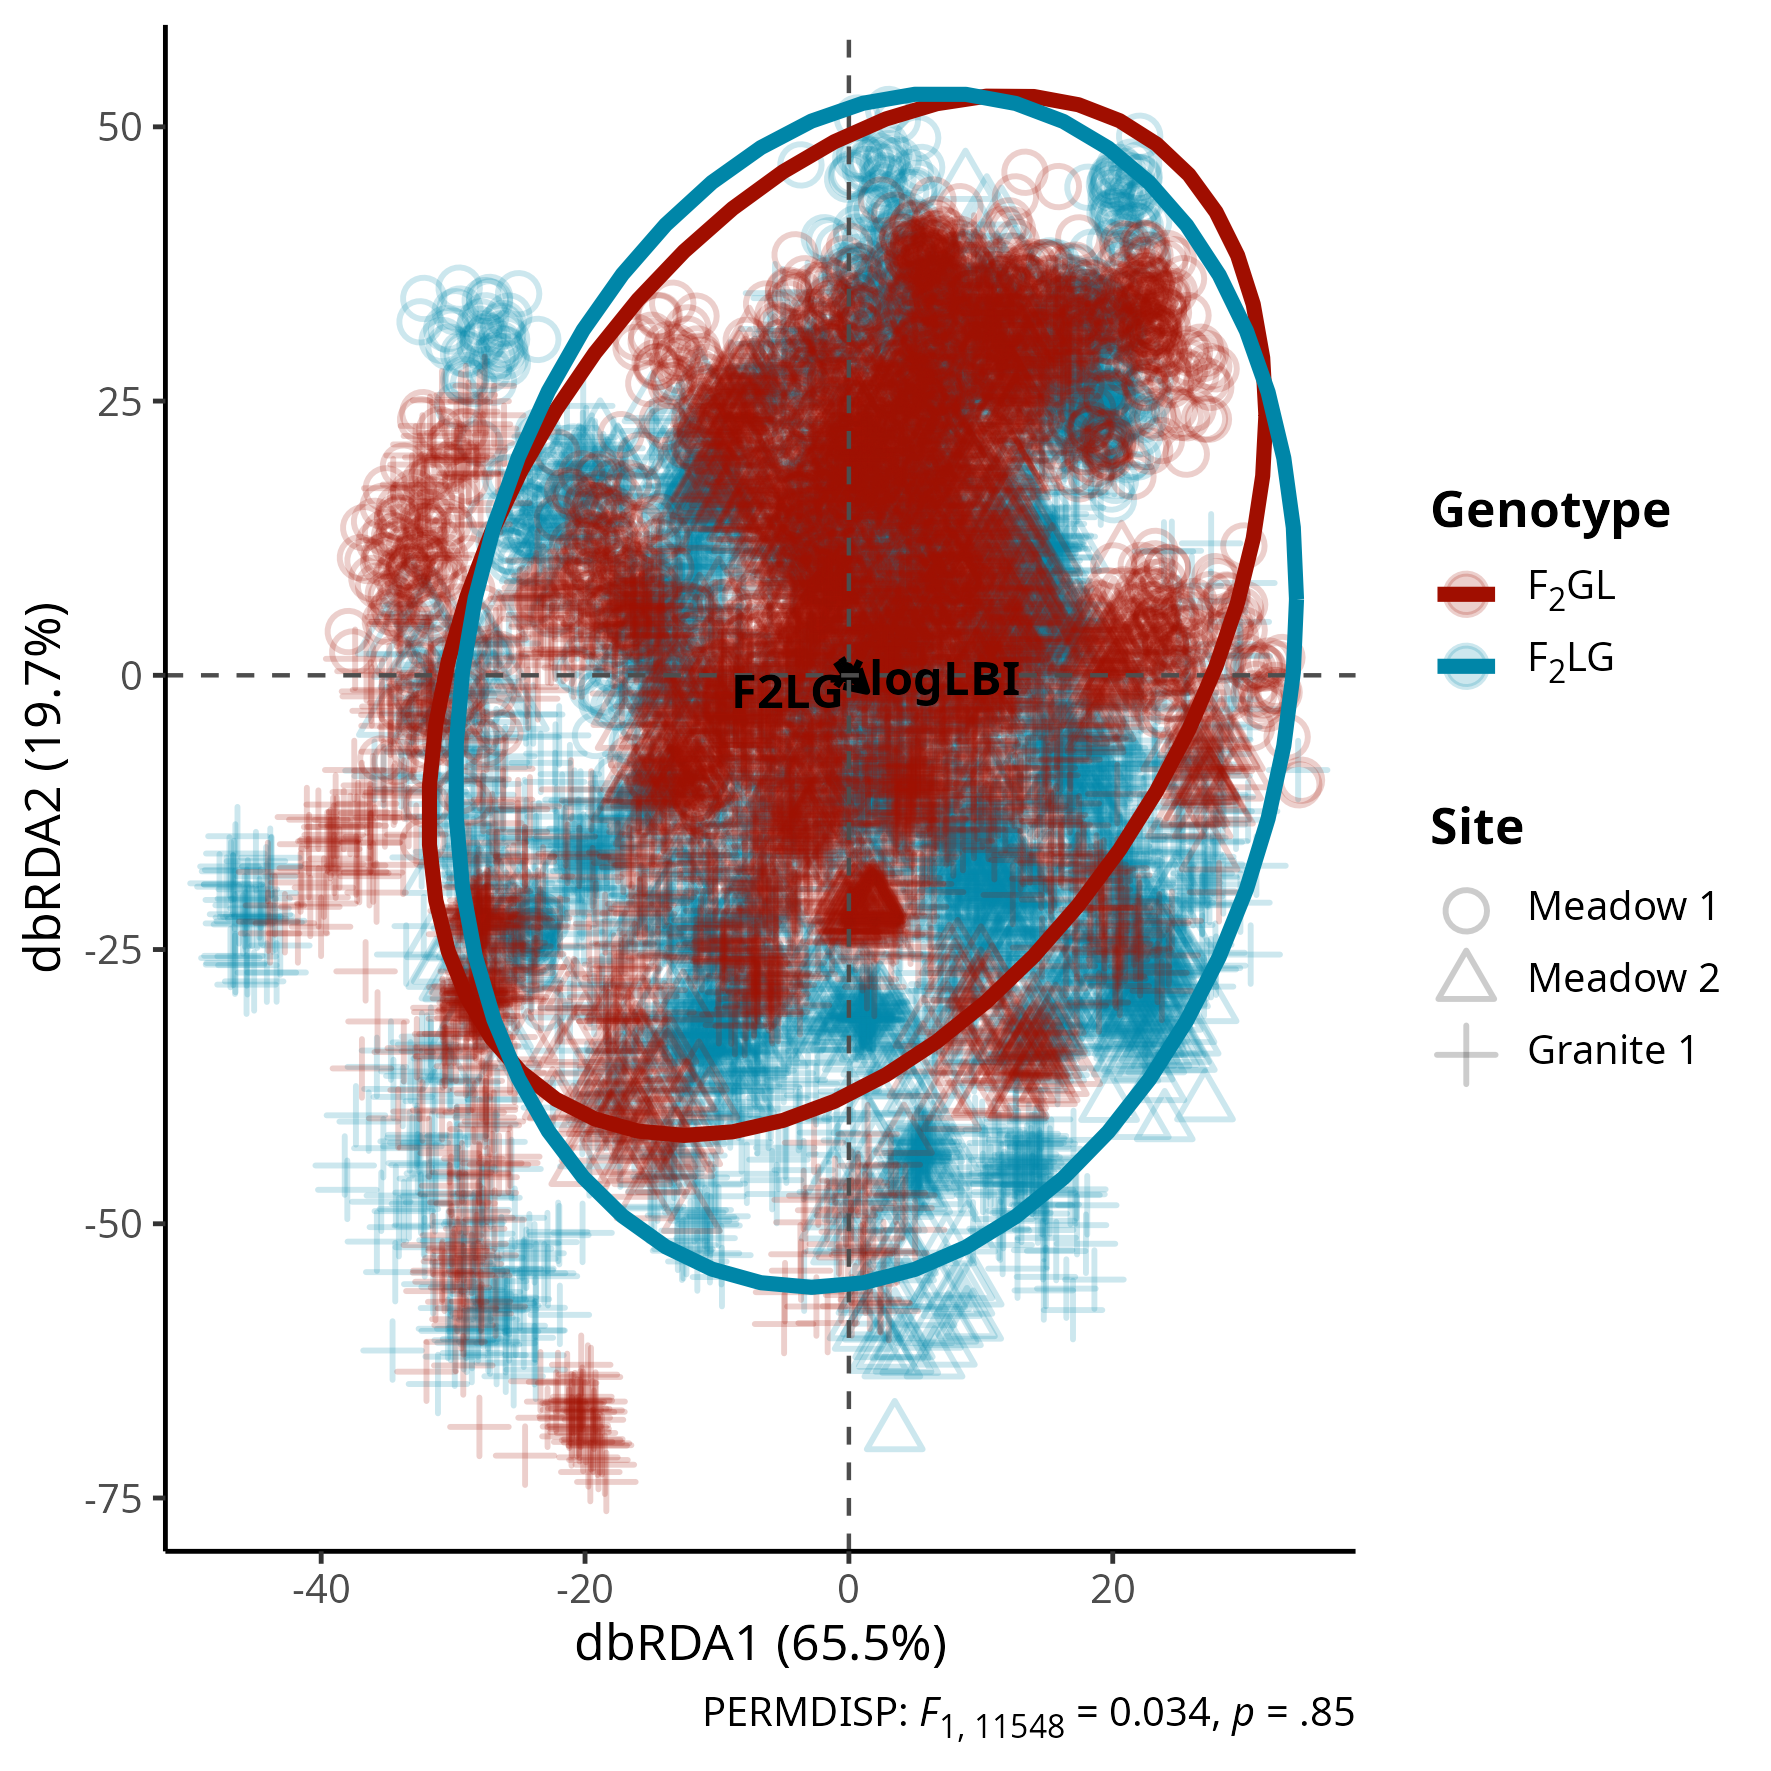 50
25
0
-25
-50
-75
dbRDA2 (19.7%)
F2LG
logLBI
-40
-20
0
20
dbRDA1 (65.5%)
PERMDISP: F1, 11548 = 0.034, p = .85
Genotype
F2GL
F2LG
Site
Meadow 1
Meadow 2
Granite 1